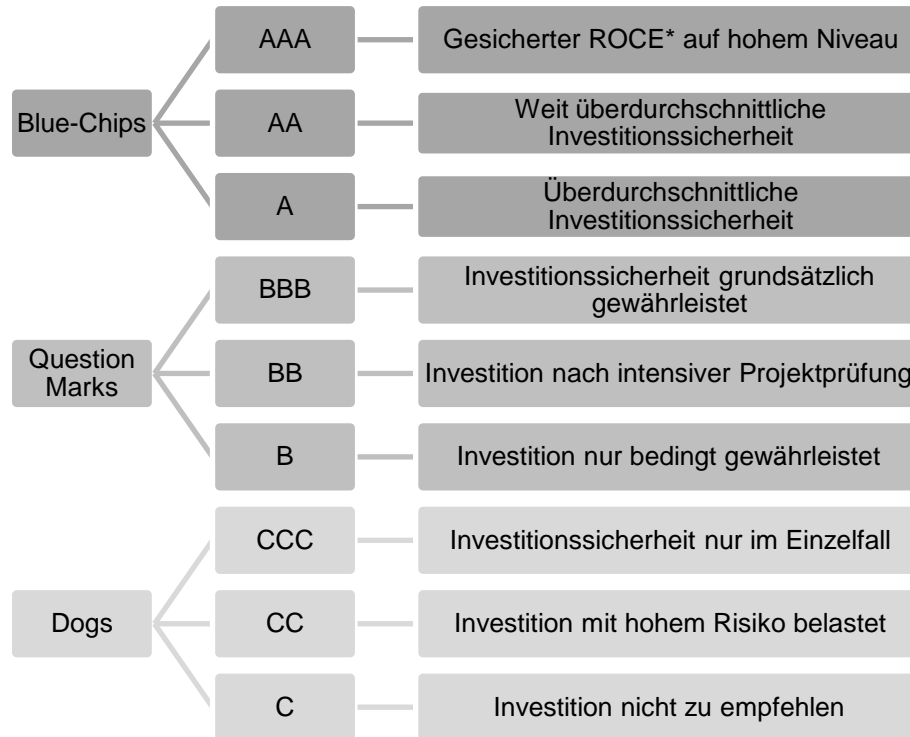 Blue-Chips
AAA
Gesicherter ROCE* auf hohem Niveau
AA
Weit überdurchschnittliche
Investitionssicherheit
A
Überdurchschnittliche
Investitionssicherheit
Question
Marks
BBB
Investitionssicherheit grundsätzlich
gewährleistet
BB
Investition nach intensiver Projektprüfung
B
Investition nur bedingt gewährleistet
Dogs
CCC
Investitionssicherheit nur im Einzelfall
CC
Investition mit hohem Risiko belastet
C
Investition nicht zu empfehlen